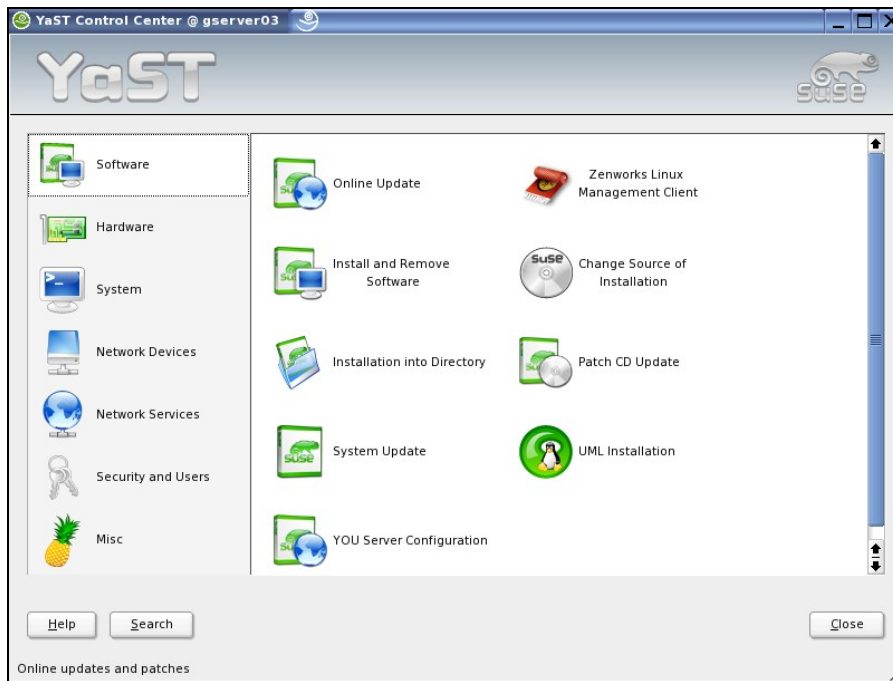 YaST Control Center @ gserver03
YaST
SUSE
Software
Hardware
System
Network Devices
Network Services
Security and Users
Misc
Online Update
Zenworks Linux
Management Client
Install and Remove
Software
SUSE
Change Source of
Installation
Installation into Directory
Patch CD Update
SUSE
System Update
UML Installation
YOU Server Configuration
Help
Search
Close
Online updates and patches